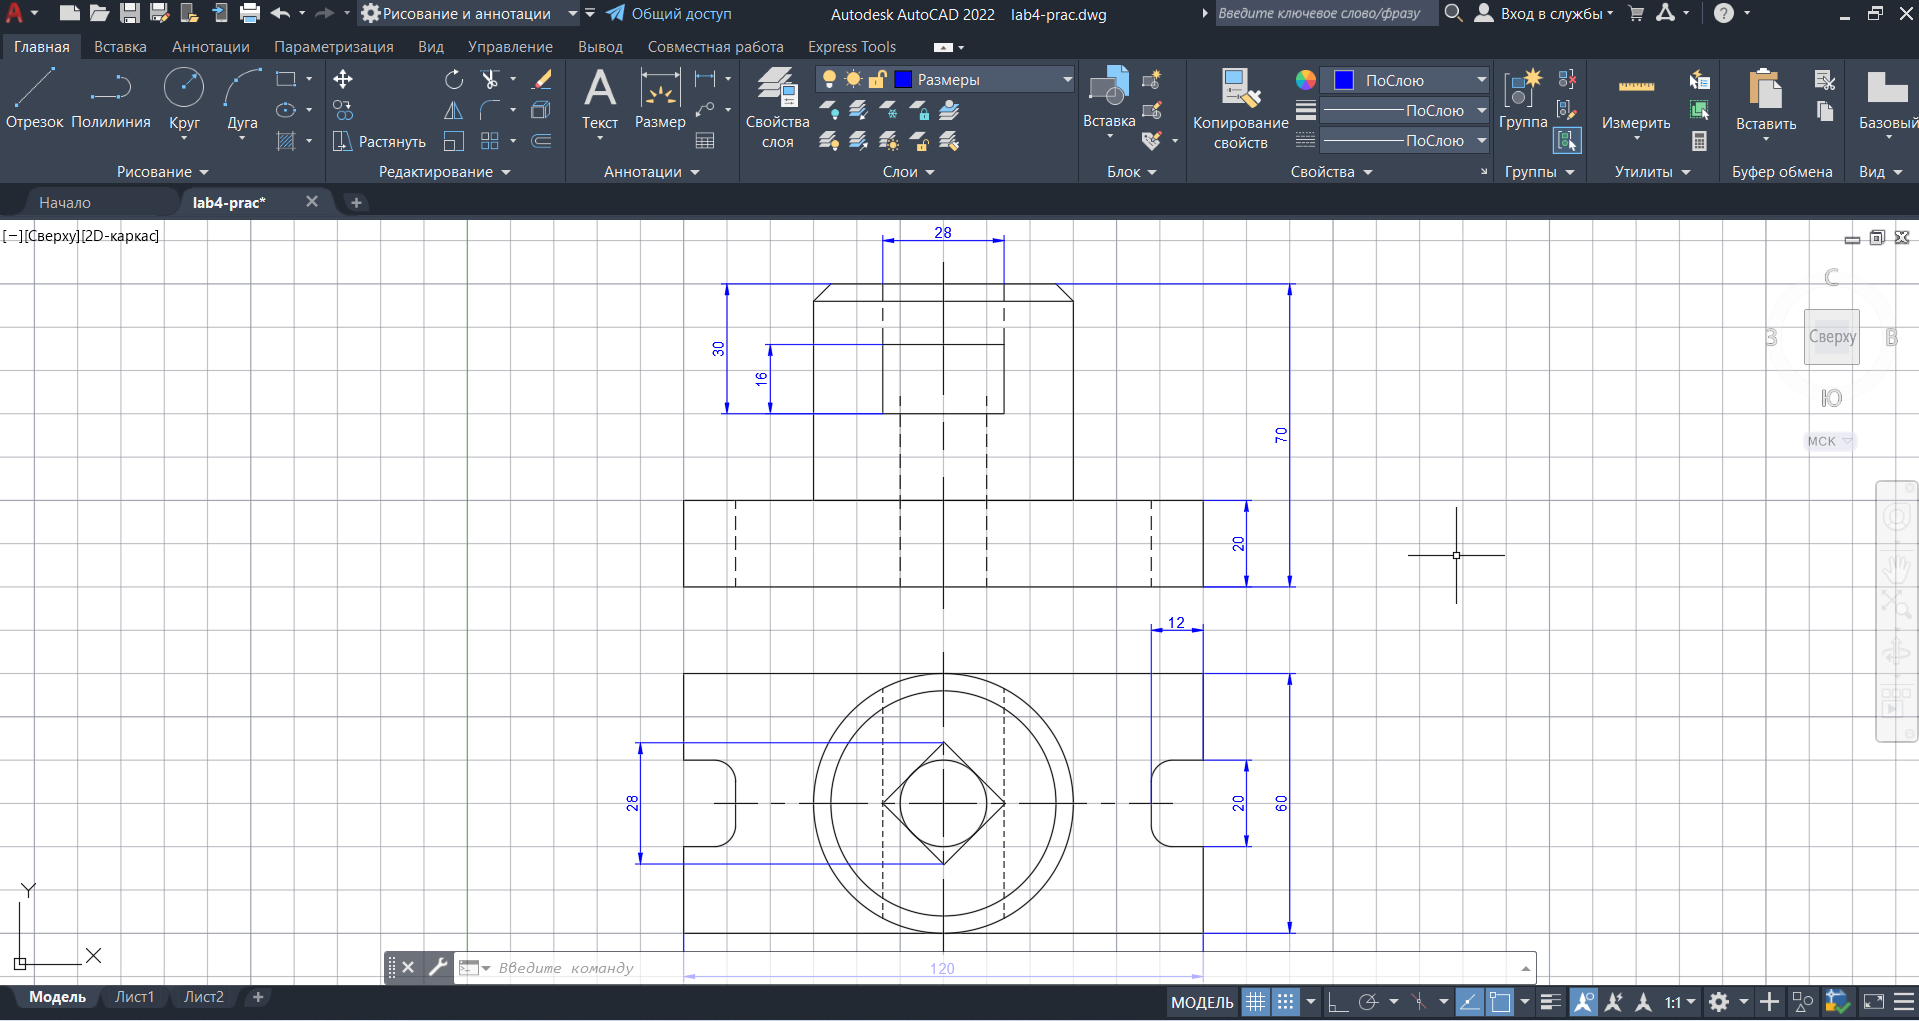 Рисование и аннотации
Общий доступ
Autodesk AutoCAD 2022 lab4-prac.dwg
Введите ключевое слово/фразу
Вход в службы
Главная Вставка Аннотации Параметризация Вид Управление Вывод Совместная работа Express Tools
Отрезок Полилиния Круг Дуга
Растянуть
Текст Размер
Свойства слоя
Размеры
Вставка
Копирование свойств
ПоСлою
ПоСлою
ПоСлою
Группа
Измерить
Вставить
Базовый
Рисование Редактирование Аннотации Слои Блок Свойства Группы Утилиты Буфер обмена Вид
Начало lab4-prac*
[−][Сверху][2D-каркас]
28
С
З Сверху В
Ю
МСК
30
16
70
20
12
28
20
60
120
Y
X
Введите команду
Модель Лист1 Лист2
МОДЕЛЬ
1:1